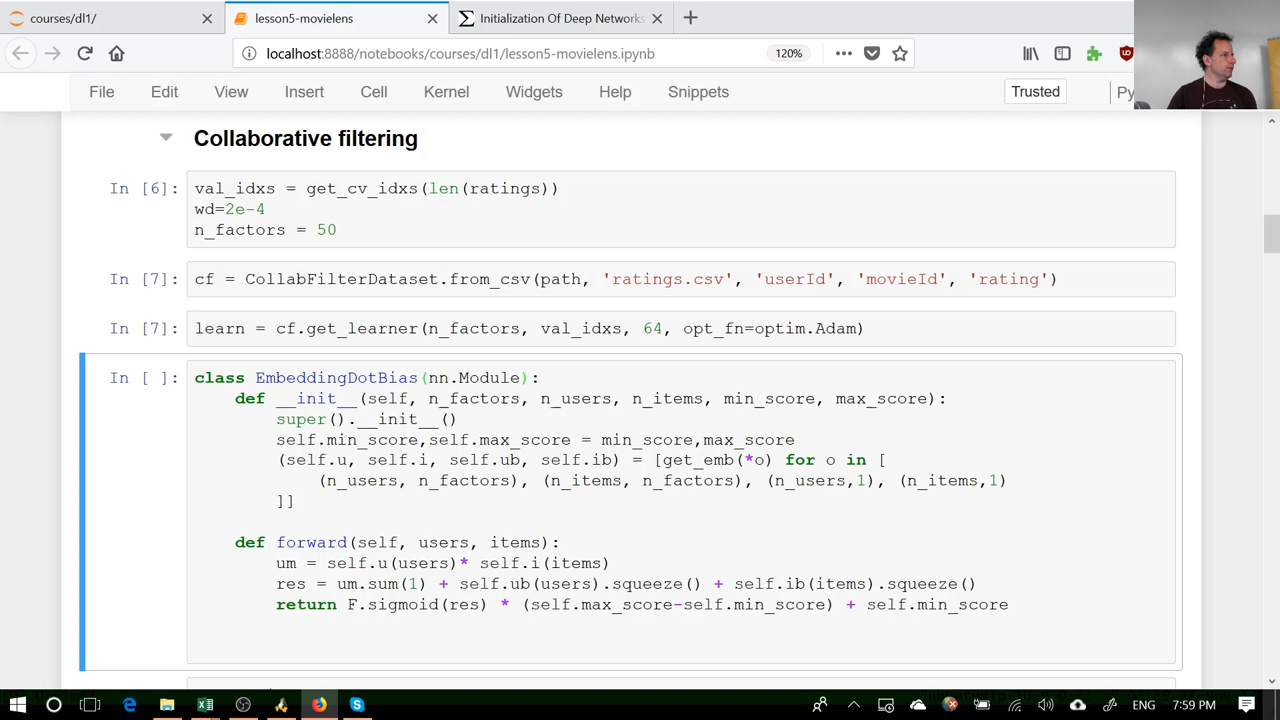 courses/dl1/
lesson5-movielens
Initialization Of Deep Networks
localhost:8888/notebooks/courses/dl1/lesson5-movielens.ipynb
120%
File Edit View Insert Cell Kernel Widgets Help Snippets
Trusted
Py
Collaborative filtering
In [6]:
val_idxs = get_cv_idxs(len(ratings))
wd=2e-4
n_factors = 50
In [7]:
cf = CollabFilterDataset.from_csv(path, 'ratings.csv', 'userId', 'movieId', 'rating')
In [7]:
learn = cf.get_learner(n_factors, val_idxs, 64, opt_fn=optim.Adam)
In [ ]:
class EmbeddingDotBias(nn.Module):
def __init__(self, n_factors, n_users, n_items, min_score, max_score):
super().__init__()
self.min_score,self.max_score = min_score,max_score
(self.u, self.i, self.ub, self.ib) = [get_emb(*o) for o in [
(n_users, n_factors), (n_items, n_factors), (n_users,1), (n_items,1)
]]
def forward(self, users, items):
um = self.u(users)* self.i(items)
res = um.sum(1) + self.ub(users).squeeze() + self.ib(items).squeeze()
return F.sigmoid(res) * (self.max_score-self.min_score) + self.min_score
ENG
7:59 PM